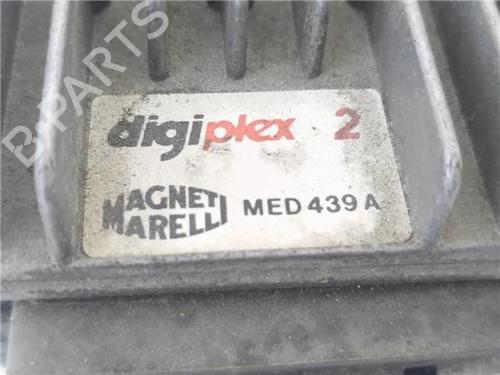 digiplex 2
MAGNETI MARELLI MED 439 A
B-PARTS